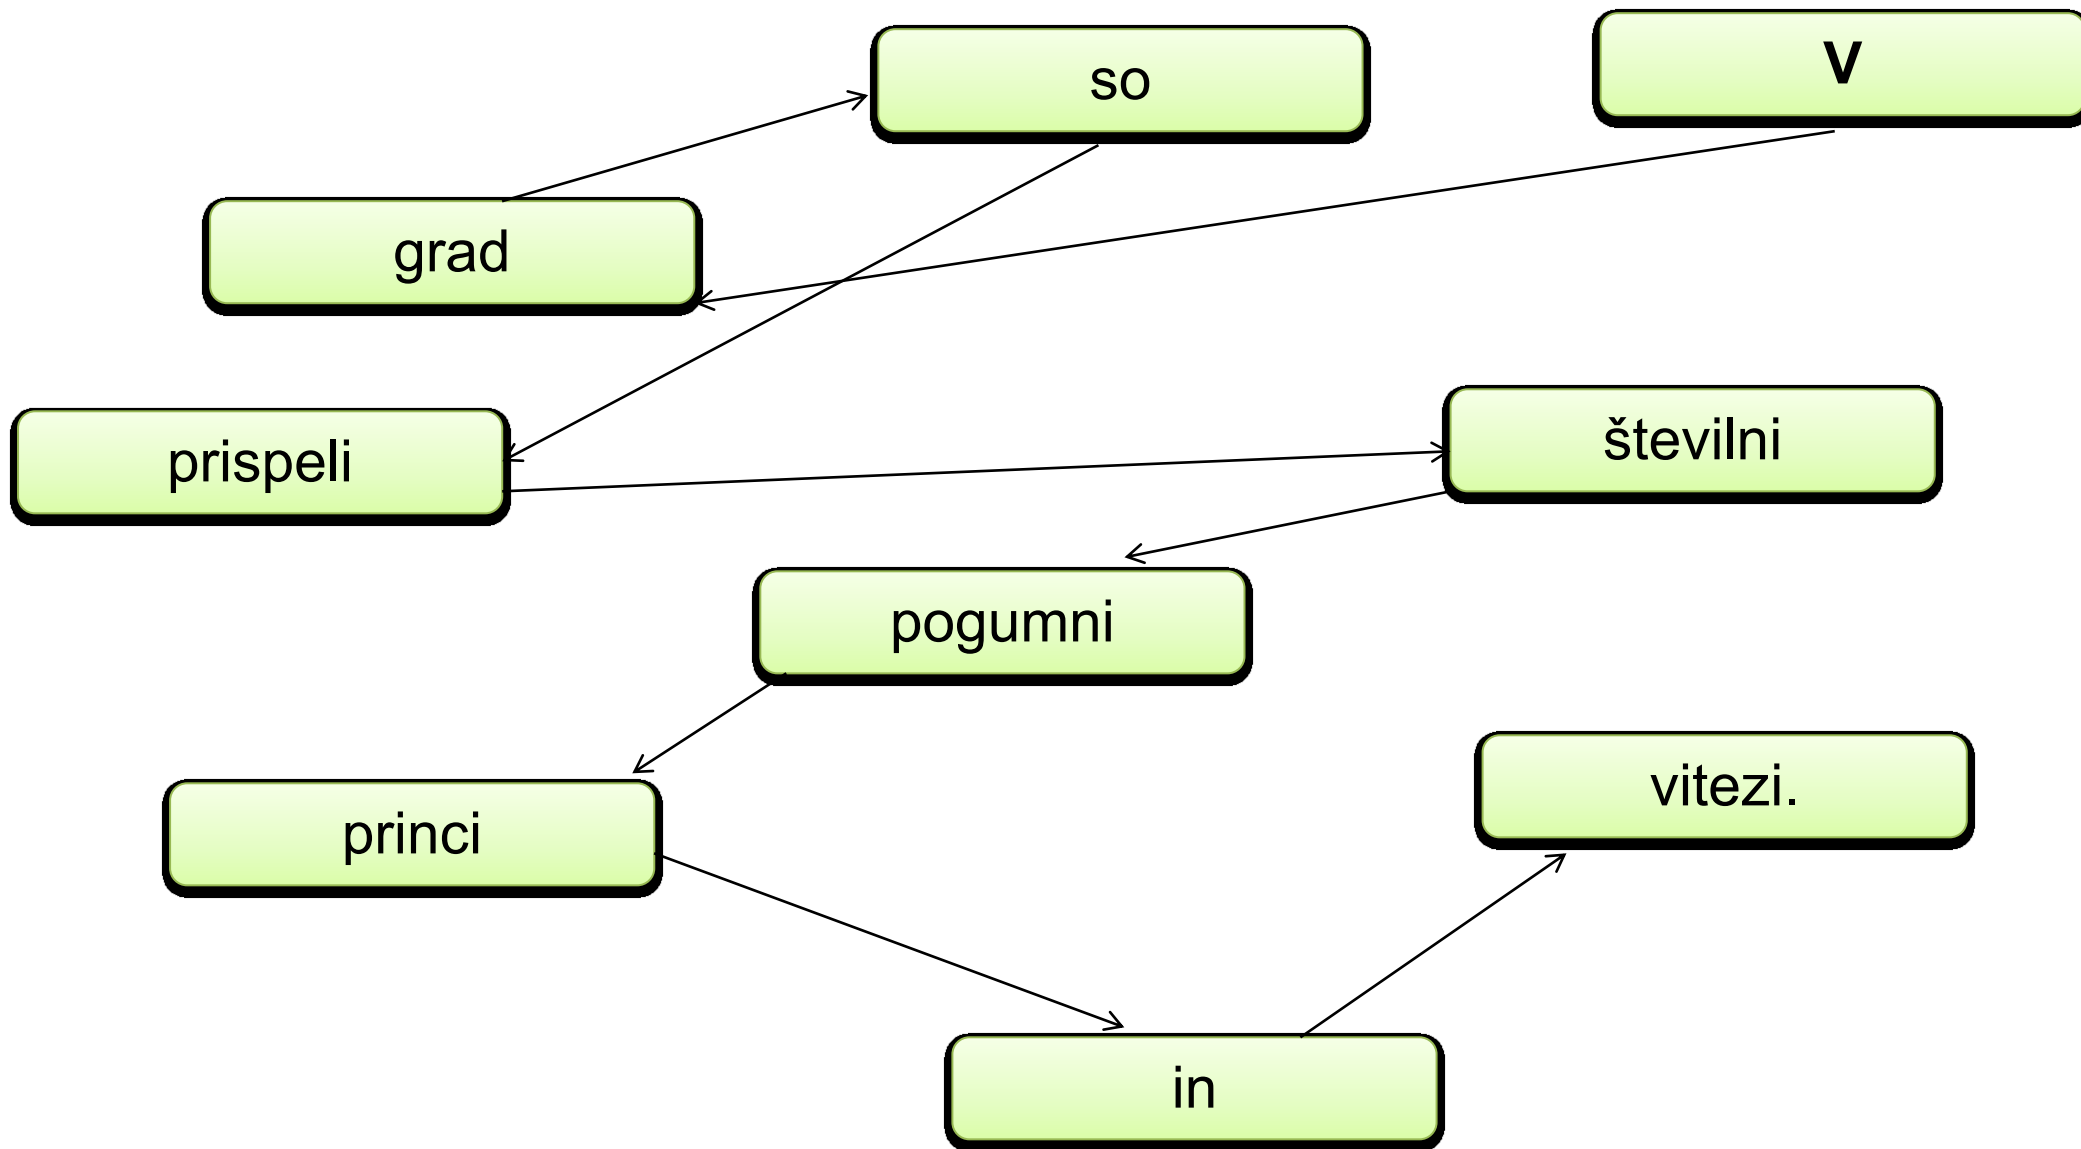 V
grad
so
prispeli
številni
pogumni
princi
in
vitezi.